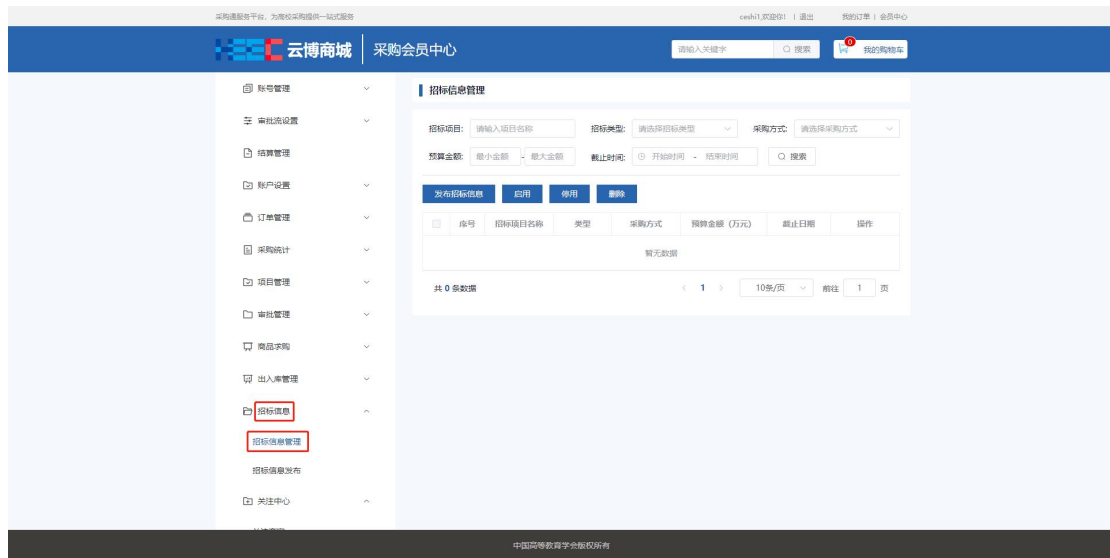 采购通服务平台，为高校采购提供一站式服务
ceshi1,欢迎你! | 退出 我的订单 | 会员中心
云博商城 采购会员中心 请输入关键字 搜索 0 我的购物车
账号管理
审批流设置
结算管理
账户设置
订单管理
采购统计
项目管理
审批管理
商品求购
出入库管理
招标信息
招标信息管理
招标信息发布
关注中心
招标信息管理
招标项目: 请输入项目名称 招标类型: 请选择招标类型 采购方式: 请选择采购方式
预算金额: 最小金额 - 最大金额 截止时间: 开始时间 - 结束时间 搜索
发布招标信息 启用 停用 删除
序号 招标项目名称 类型 采购方式 预算金额（万元） 截止日期 操作
暂无数据
共 0 条数据 1 10条/页 前往 1 页
中国高等教育学会版权所有